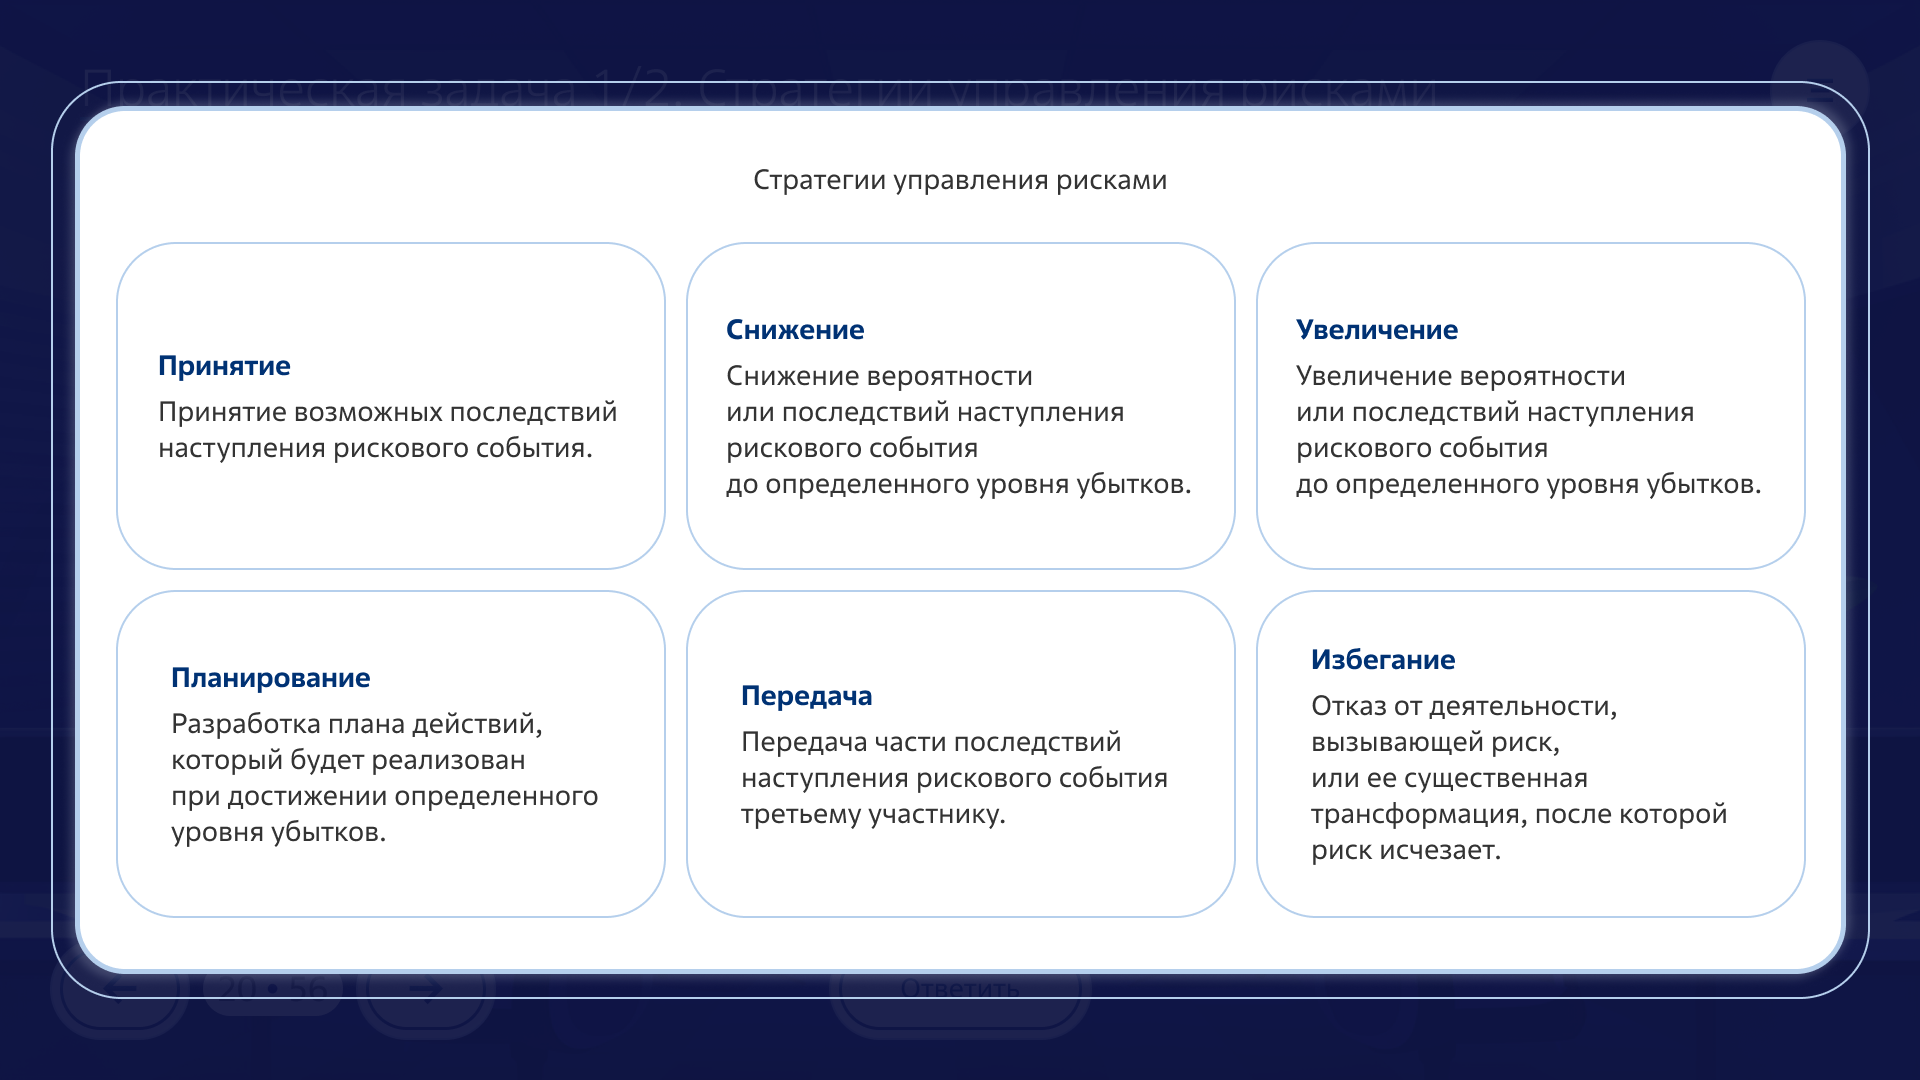 Практическая задача 1/2. Стратегии управления рисками
Стратегии управления рисками
Принятие
Принятие возможных последствий
наступления рискового события.
Снижение
Снижение вероятности
или последствий наступления
рискового события
до определенного уровня убытков.
Увеличение
Увеличение вероятности
или последствий наступления
рискового события
до определенного уровня убытков.
Планирование
Разработка плана действий,
который будет реализован
при достижении определенного
уровня убытков.
Передача
Передача части последствий
наступления рискового события
третьему участнику.
Избегание
Отказ от деятельности,
вызывающей риск,
или ее существенная
трансформация, после которой
риск исчезает.
20 • 56
Ответить